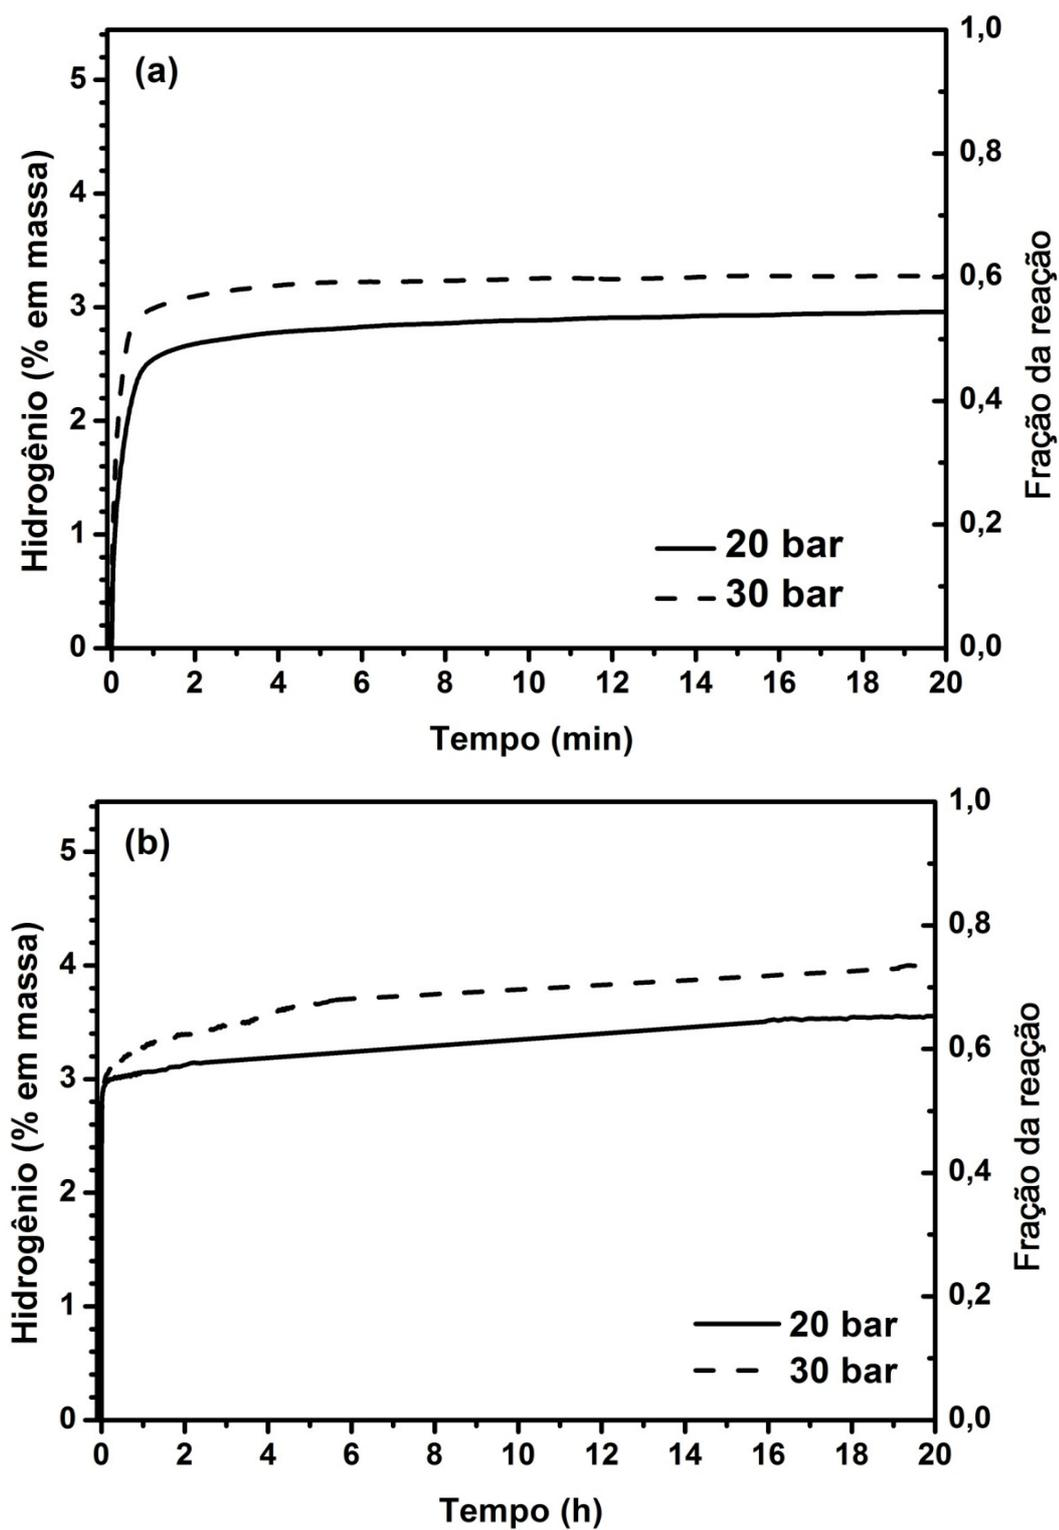 (a)
Hidrogênio (% em massa)
5
4
3
2
1
0
1,0
0,8
0,6
0,4
0,2
0,0
Fração da reação
20 bar
30 bar
0 2 4 6 8 10 12 14 16 18 20
Tempo (min)
(b)
Hidrogênio (% em massa)
5
4
3
2
1
0
1,0
0,8
0,6
0,4
0,2
0,0
Fração da reação
20 bar
30 bar
0 2 4 6 8 10 12 14 16 18 20
Tempo (h)